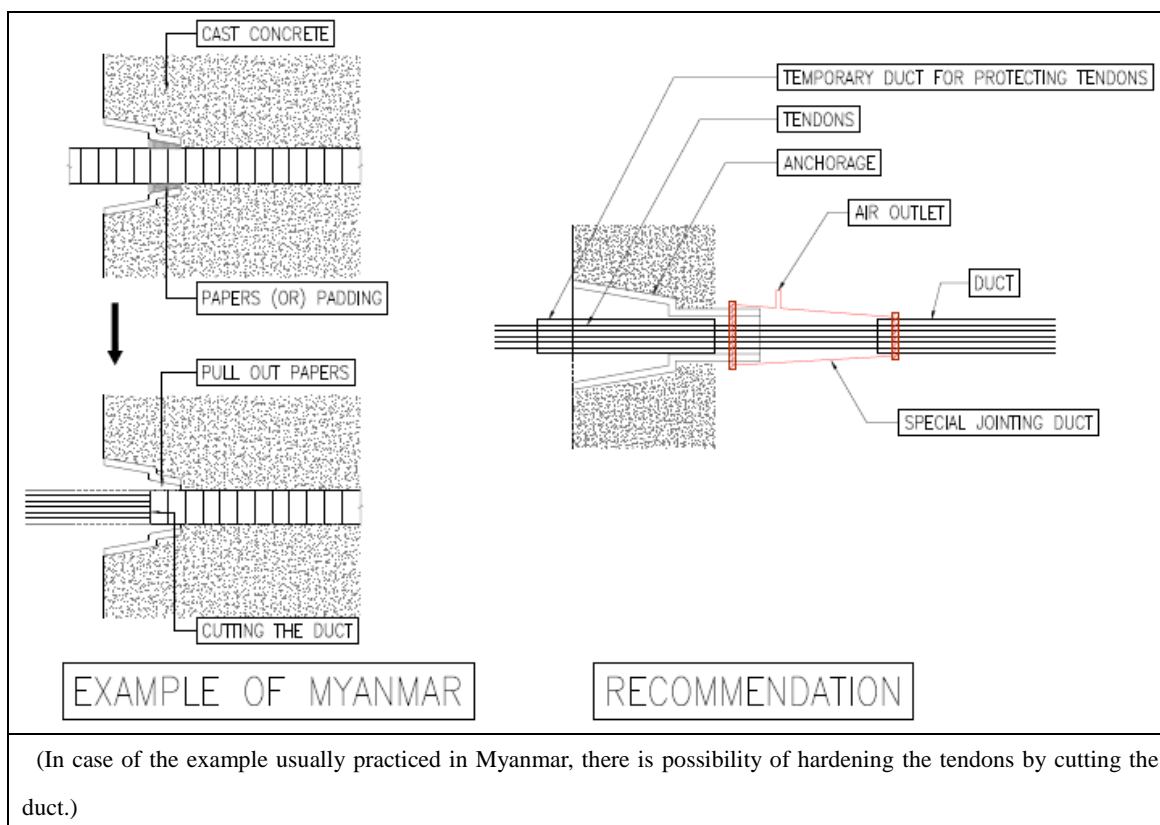 CAST CONCRETE
PAPERS (OR) PADDING
PULL OUT PAPERS
CUTTING THE DUCT
EXAMPLE OF MYANMAR
TEMPORARY DUCT FOR PROTECTING TENDONS
TENDONS
ANCHORAGE
AIR OUTLET
DUCT
SPECIAL JOINTING DUCT
RECOMMENDATION
(In case of the example usually practiced in Myanmar, there is possibility of hardening the tendons by cutting the
duct.)